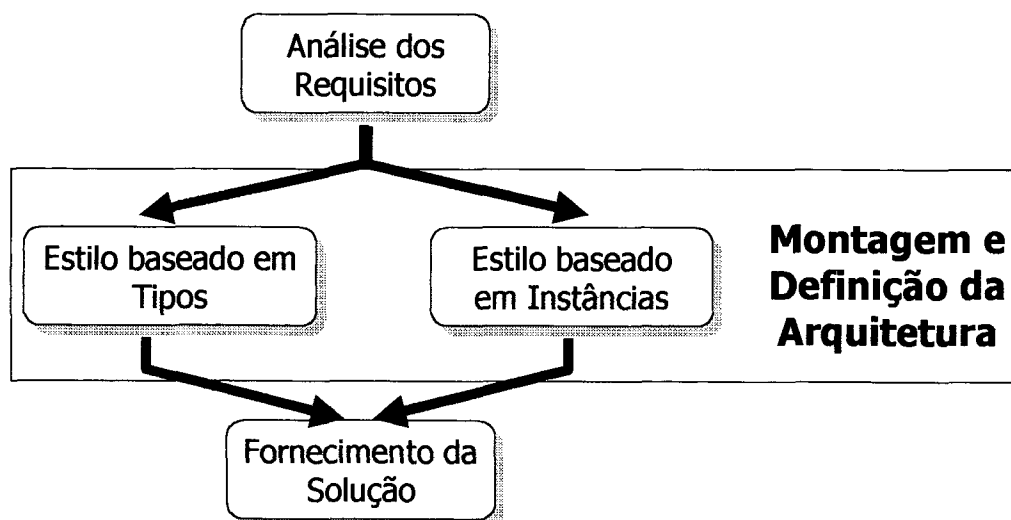 Análise dos
Requisitos
Estilo baseado em
Tipos
Estilo baseado
em Instâncias
Montagem e
Definição da
Arquitetura
Fornecimento da
Solução